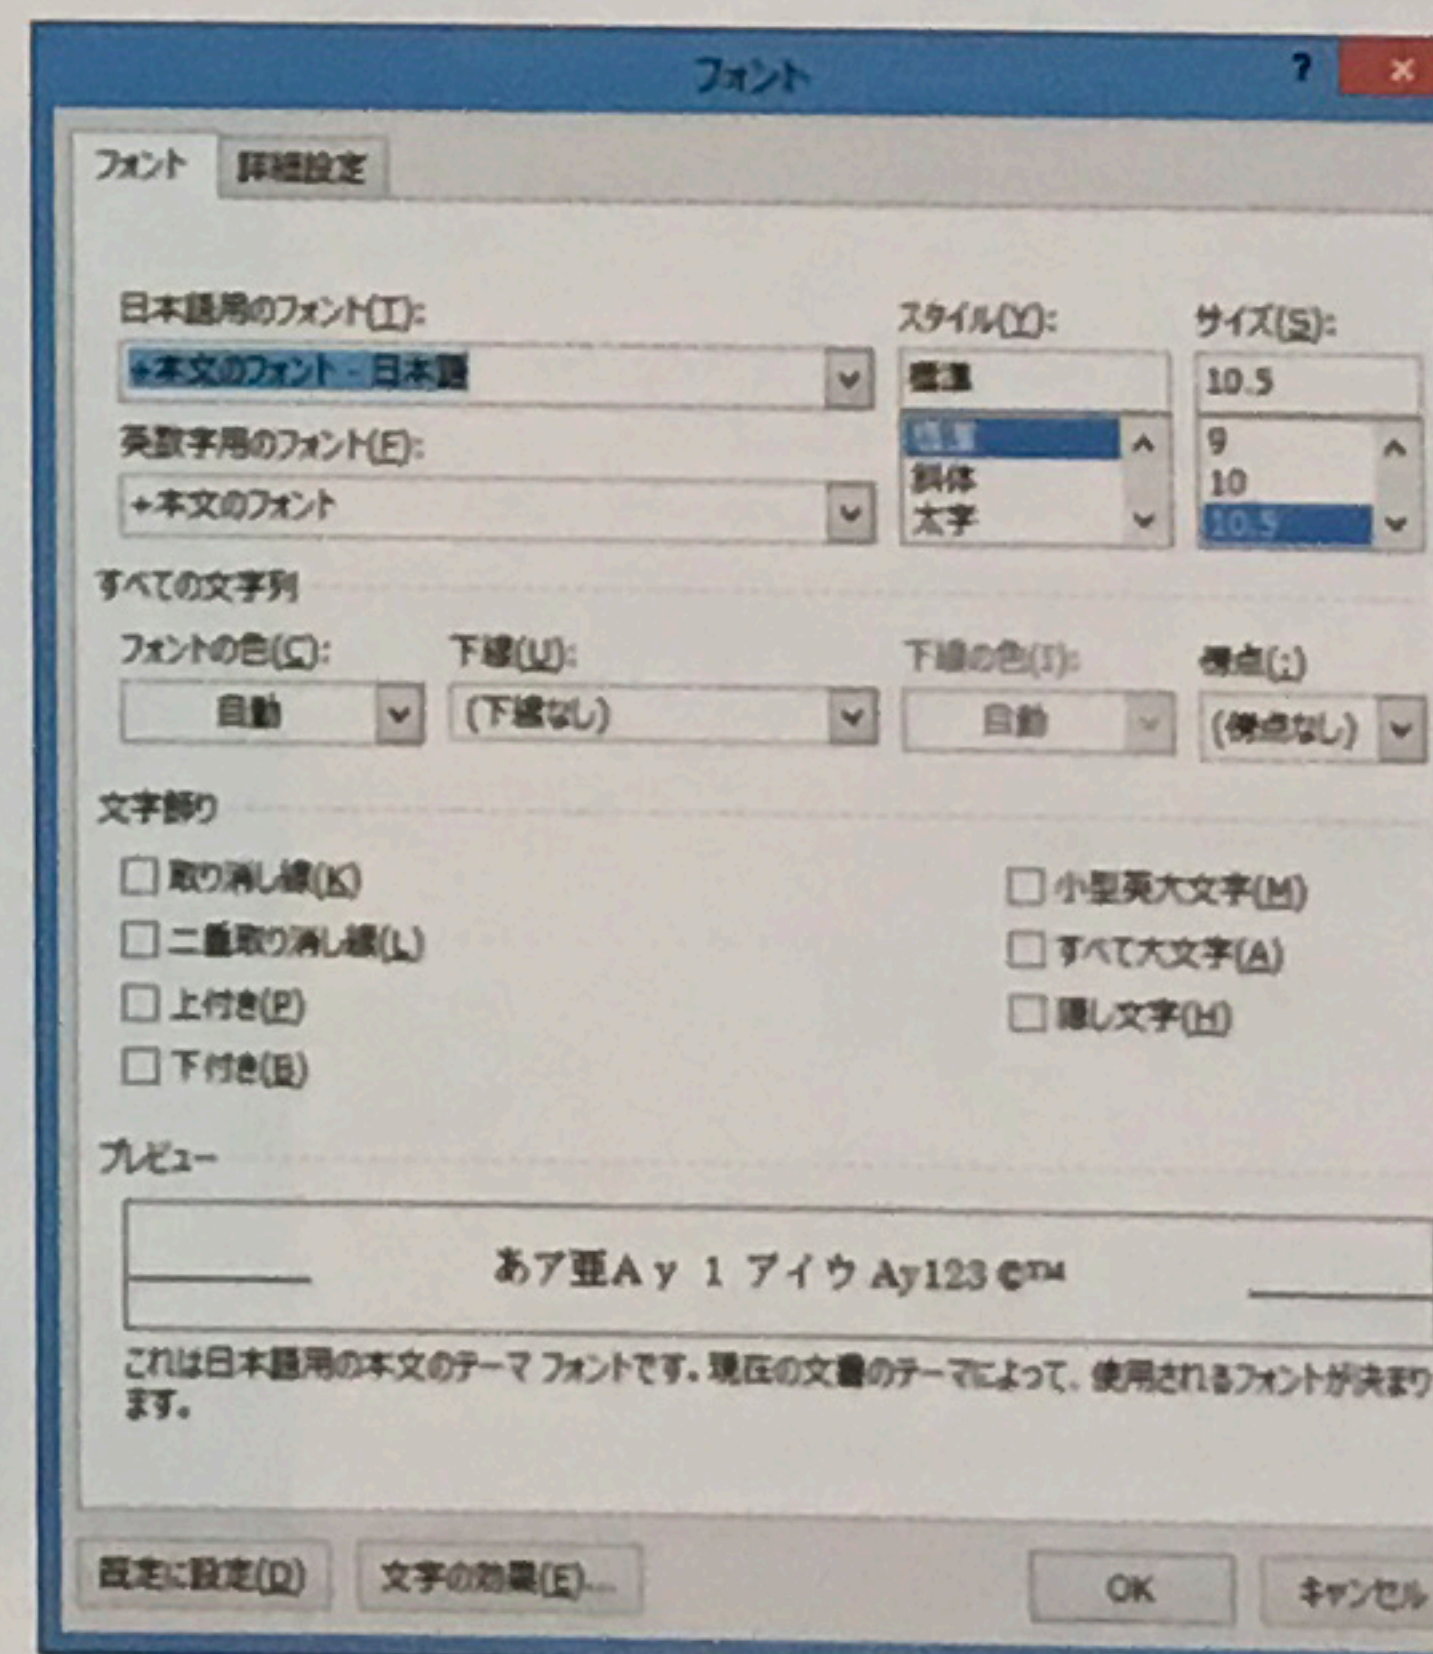 フォント
? ×
フォント 詳細設定
日本語用のフォント(T): スタイル(Y): サイズ(S):
+本文のフォント - 日本語 標準 10.5
英数字用のフォント(F): 標準 9
斜体 10
+本文のフォント 太字 10.5
すべての文字列
フォントの色(C): 下線(U): 下線の色(I): 傍点(;)
自動 (下線なし) 自動 (傍点なし)
文字飾り
取り消し線(K) 小型英大文字(M)
二重取り消し線(L) すべて大文字(A)
上付き(P) 隠し文字(H)
下付き(B)
プレビュー
あア亜Ay 1 アイウ Ay123 ©™
これは日本語用の本文のテーマ フォントです。現在の文書のテーマによって、使用されるフォントが決まり
ます。
既定に設定(D) 文字の効果(E)... OK キャンセル